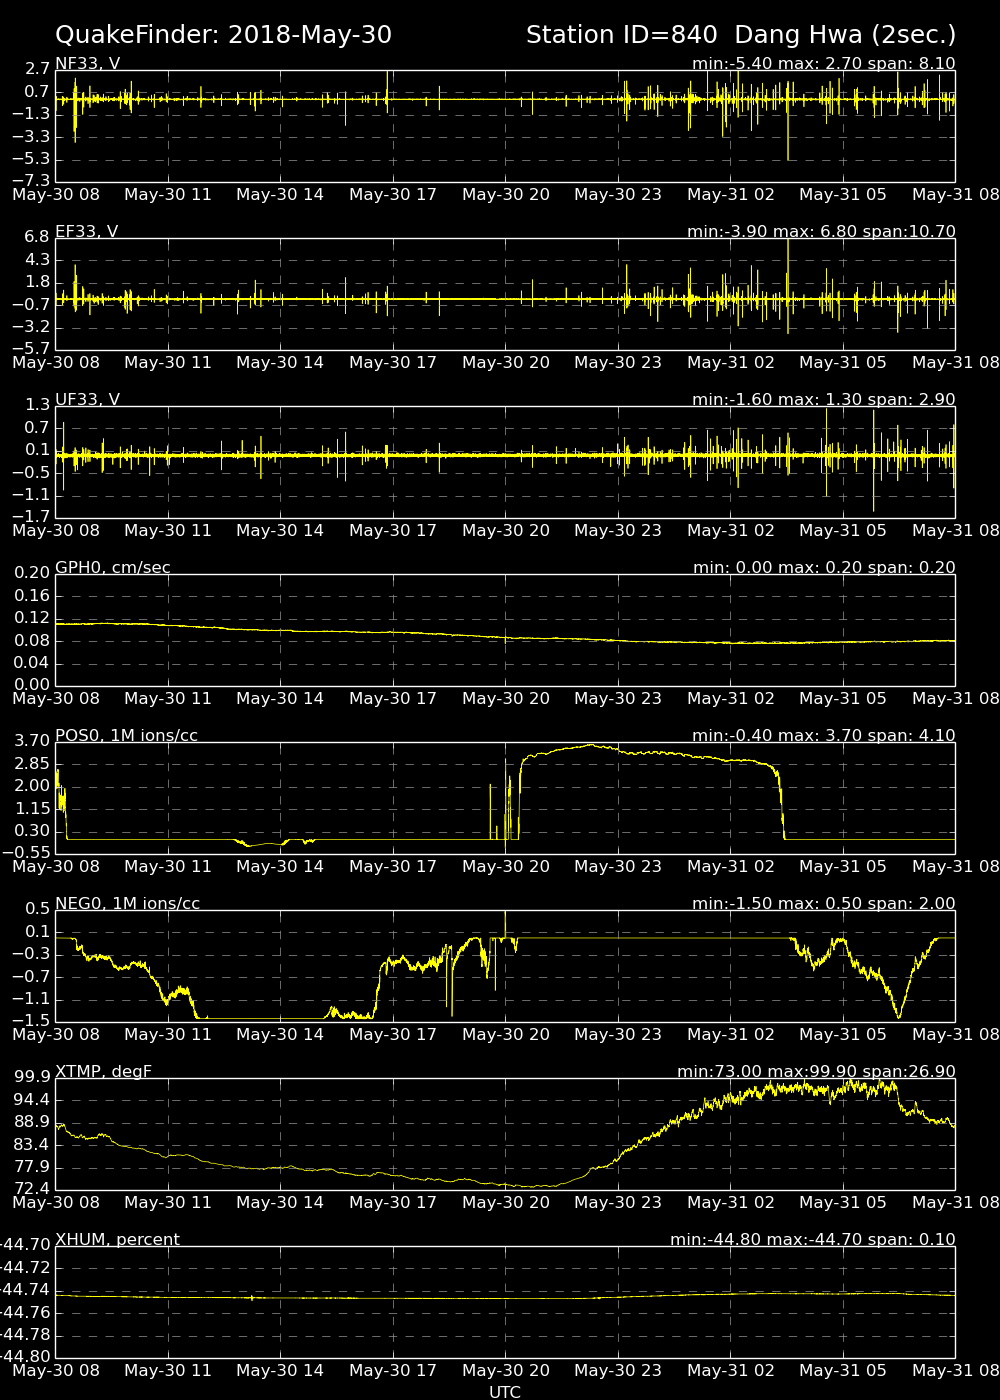 QuakeFinder: 2018-May-30 Station ID=840 Dang Hwa (2sec.)
NF33, V min:-5.40 max: 2.70 span: 8.10
2.7
0.7
−1.3
−3.3
−5.3
−7.3
May-30 08 May-30 11 May-30 14 May-30 17 May-30 20 May-30 23 May-31 02 May-31 05 May-31 08
EF33, V min:-3.90 max: 6.80 span:10.70
6.8
4.3
1.8
−0.7
−3.2
−5.7
May-30 08 May-30 11 May-30 14 May-30 17 May-30 20 May-30 23 May-31 02 May-31 05 May-31 08
UF33, V min:-1.60 max: 1.30 span: 2.90
1.3
0.7
0.1
−0.5
−1.1
−1.7
May-30 08 May-30 11 May-30 14 May-30 17 May-30 20 May-30 23 May-31 02 May-31 05 May-31 08
GPH0, cm/sec min: 0.00 max: 0.20 span: 0.20
0.20
0.16
0.12
0.08
0.04
0.00
May-30 08 May-30 11 May-30 14 May-30 17 May-30 20 May-30 23 May-31 02 May-31 05 May-31 08
POS0, 1M ions/cc min:-0.40 max: 3.70 span: 4.10
3.70
2.85
2.00
1.15
0.30
−0.55
May-30 08 May-30 11 May-30 14 May-30 17 May-30 20 May-30 23 May-31 02 May-31 05 May-31 08
NEG0, 1M ions/cc min:-1.50 max: 0.50 span: 2.00
0.5
0.1
−0.3
−0.7
−1.1
−1.5
May-30 08 May-30 11 May-30 14 May-30 17 May-30 20 May-30 23 May-31 02 May-31 05 May-31 08
XTMP, degF min:73.00 max:99.90 span:26.90
99.9
94.4
88.9
83.4
77.9
72.4
May-30 08 May-30 11 May-30 14 May-30 17 May-30 20 May-30 23 May-31 02 May-31 05 May-31 08
XHUM, percent min:-44.80 max:-44.70 span: 0.10
−44.70
−44.72
−44.74
−44.76
−44.78
−44.80
May-30 08 May-30 11 May-30 14 May-30 17 May-30 20 May-30 23 May-31 02 May-31 05 May-31 08
UTC